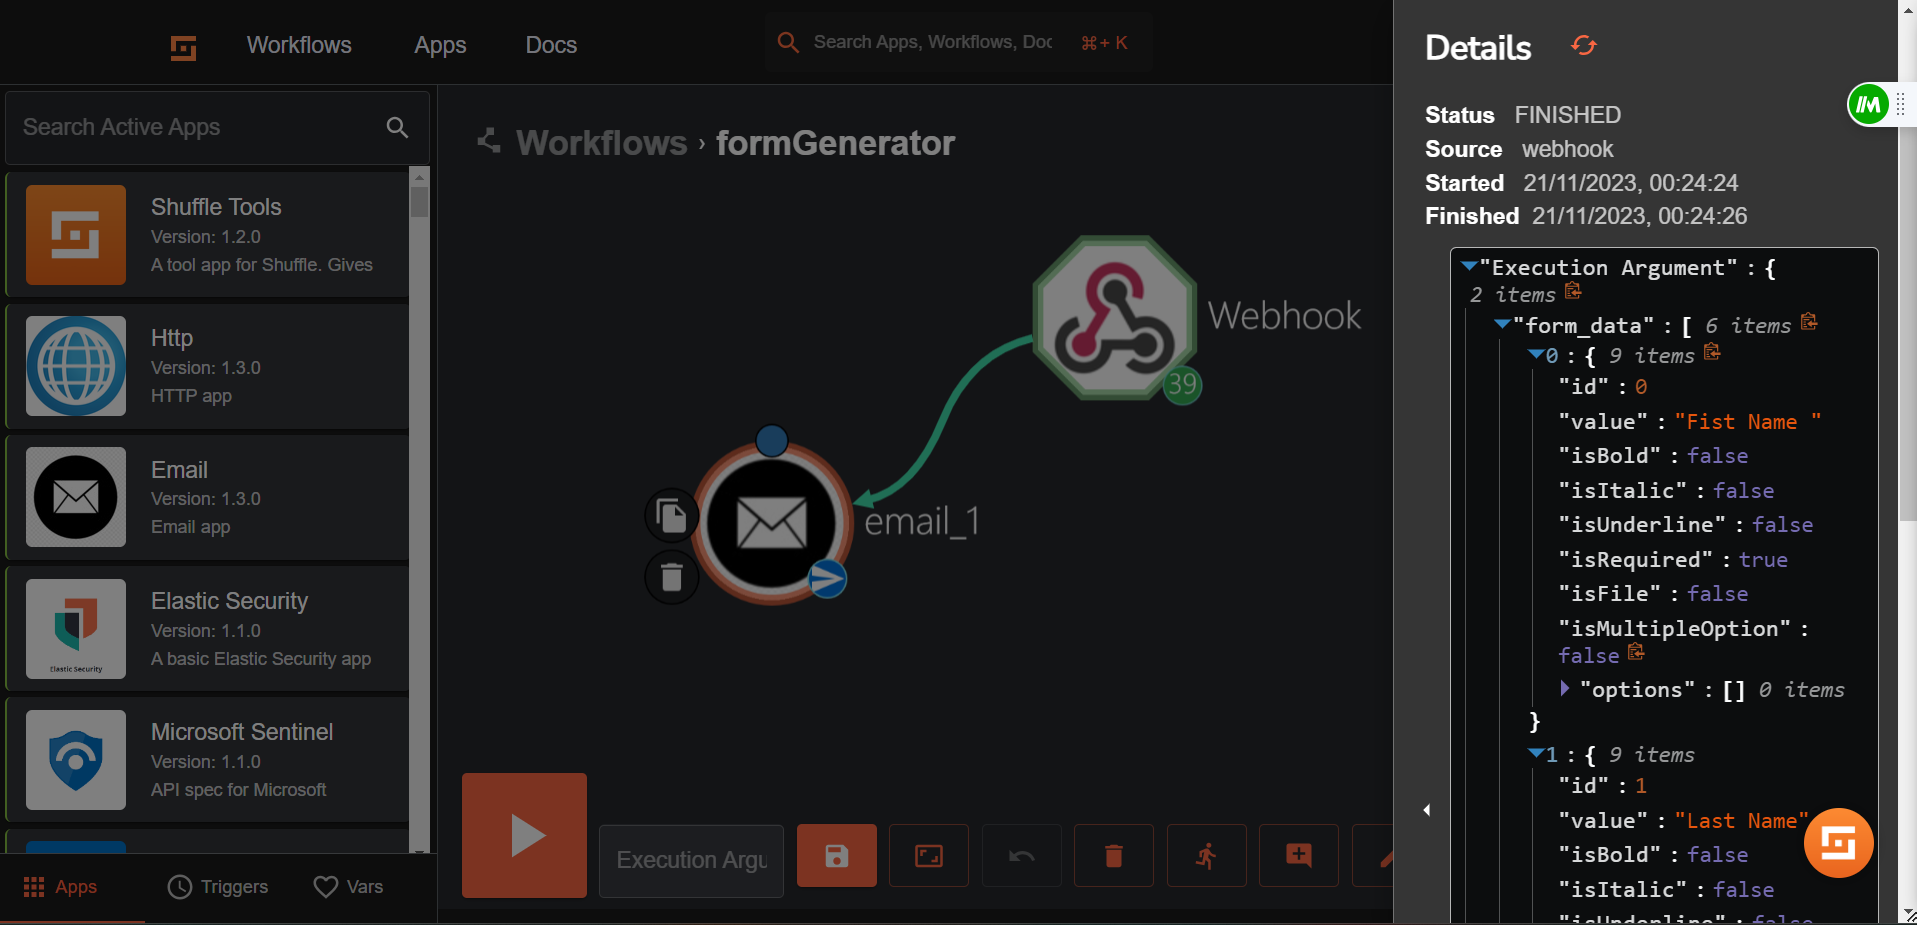 Workflows
Apps
Docs
Search Apps, Workflows, Doc
⌘+ K
Search Active Apps
Shuffle Tools
Version: 1.2.0
A tool app for Shuffle. Gives
Http
Version: 1.3.0
HTTP app
Email
Version: 1.3.0
Email app
Elastic Security
Elastic Security
Version: 1.1.0
A basic Elastic Security app
Microsoft Sentinel
Version: 1.1.0
API spec for Microsoft
Apps
Triggers
Vars
Workflows › formGenerator
Webhook
39
email_1
Execution Argu
Details
Status FINISHED
Source webhook
Started 21/11/2023, 00:24:24
Finished 21/11/2023, 00:24:26
"Execution Argument" : {
2 items
"form_data" : [ 6 items
0 : { 9 items
"id" : 0
"value" : "Fist Name "
"isBold" : false
"isItalic" : false
"isUnderline" : false
"isRequired" : true
"isFile" : false
"isMultipleOption" :
false
"options" : [] 0 items
}
1 : { 9 items
"id" : 1
"value" : "Last Name"
"isBold" : false
"isItalic" : false
"isUnderline" : false